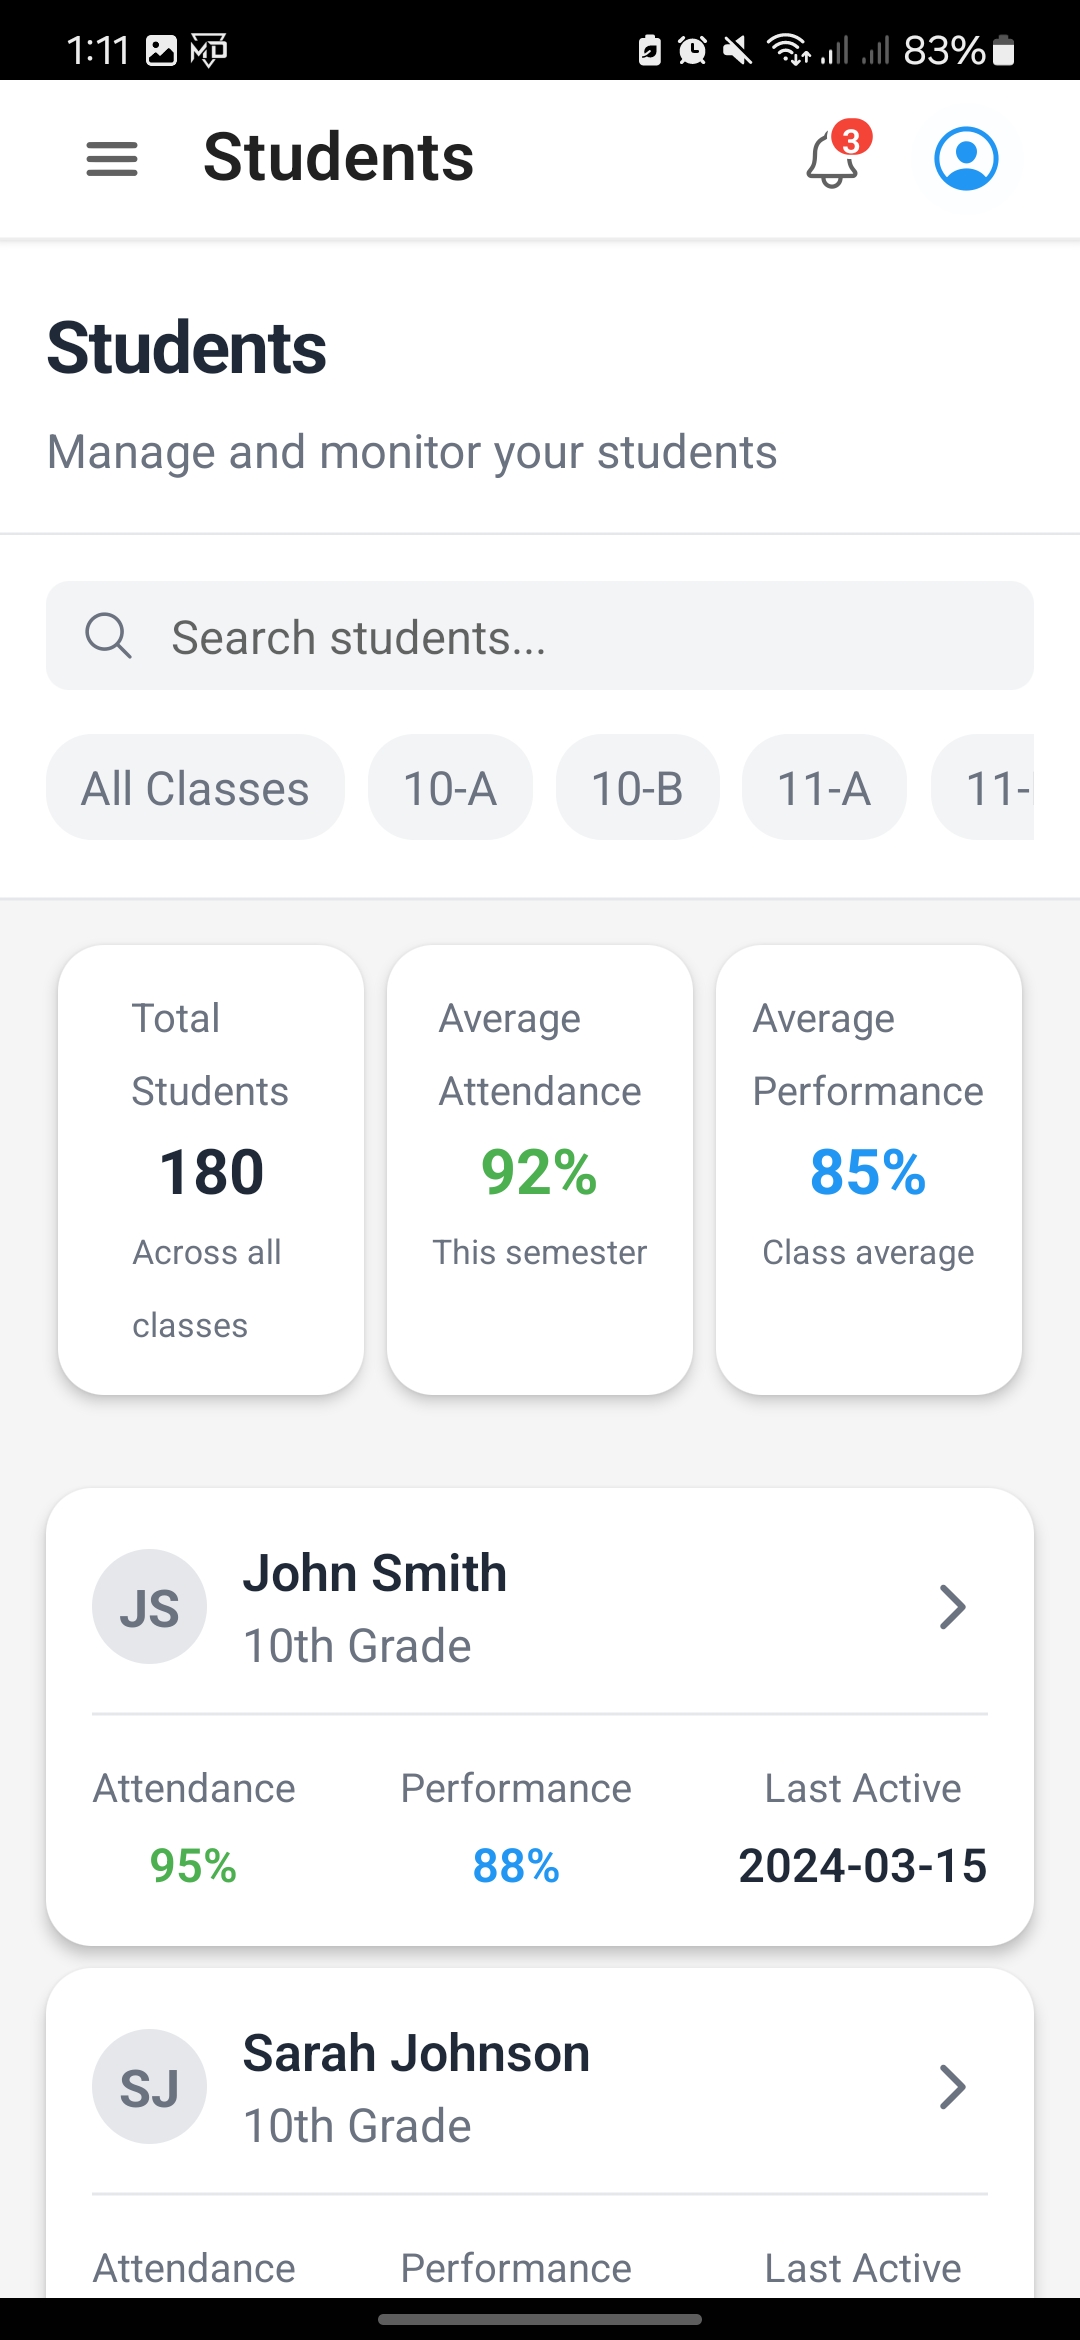 1:11 83%
Students 3
Students
Manage and monitor your students
Search students...
All Classes 10-A 10-B 11-A 11-
Total Students
180
Across all classes
Average Attendance
92%
This semester
Average Performance
85%
Class average
JS John Smith
10th Grade
Attendance Performance Last Active
95% 88% 2024-03-15
SJ Sarah Johnson
10th Grade
Attendance Performance Last Active